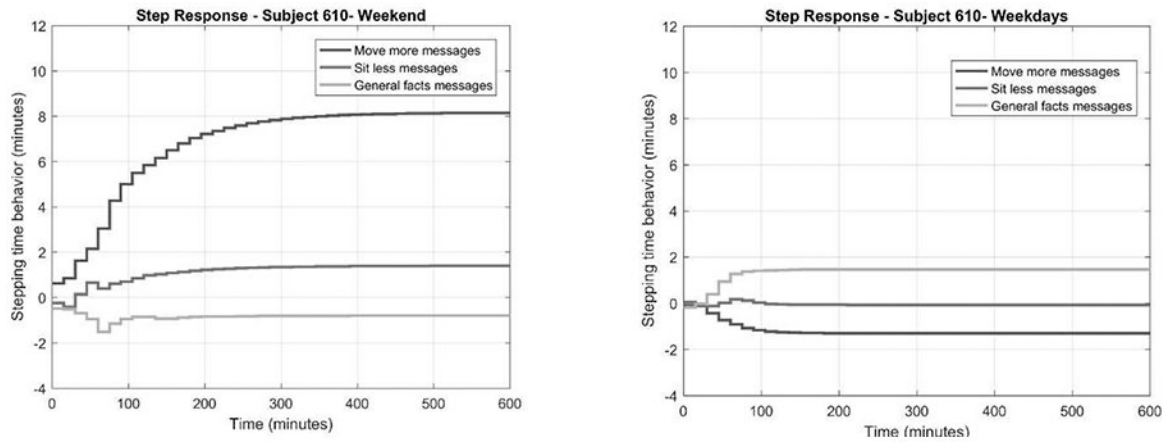 Step Response - Subject 610- Weekend
Stepping time behavior (minutes)
12
10
8
6
4
2
0
-2
-4
Move more messages
Sit less messages
General facts messages
0 100 200 300 400 500 600
Time (minutes)
Step Response - Subject 610- Weekdays
Stepping time behavior (minutes)
12
10
8
6
4
2
0
-2
-4
Move more messages
Sit less messages
General facts messages
0 100 200 300 400 500 600
Time (minutes)